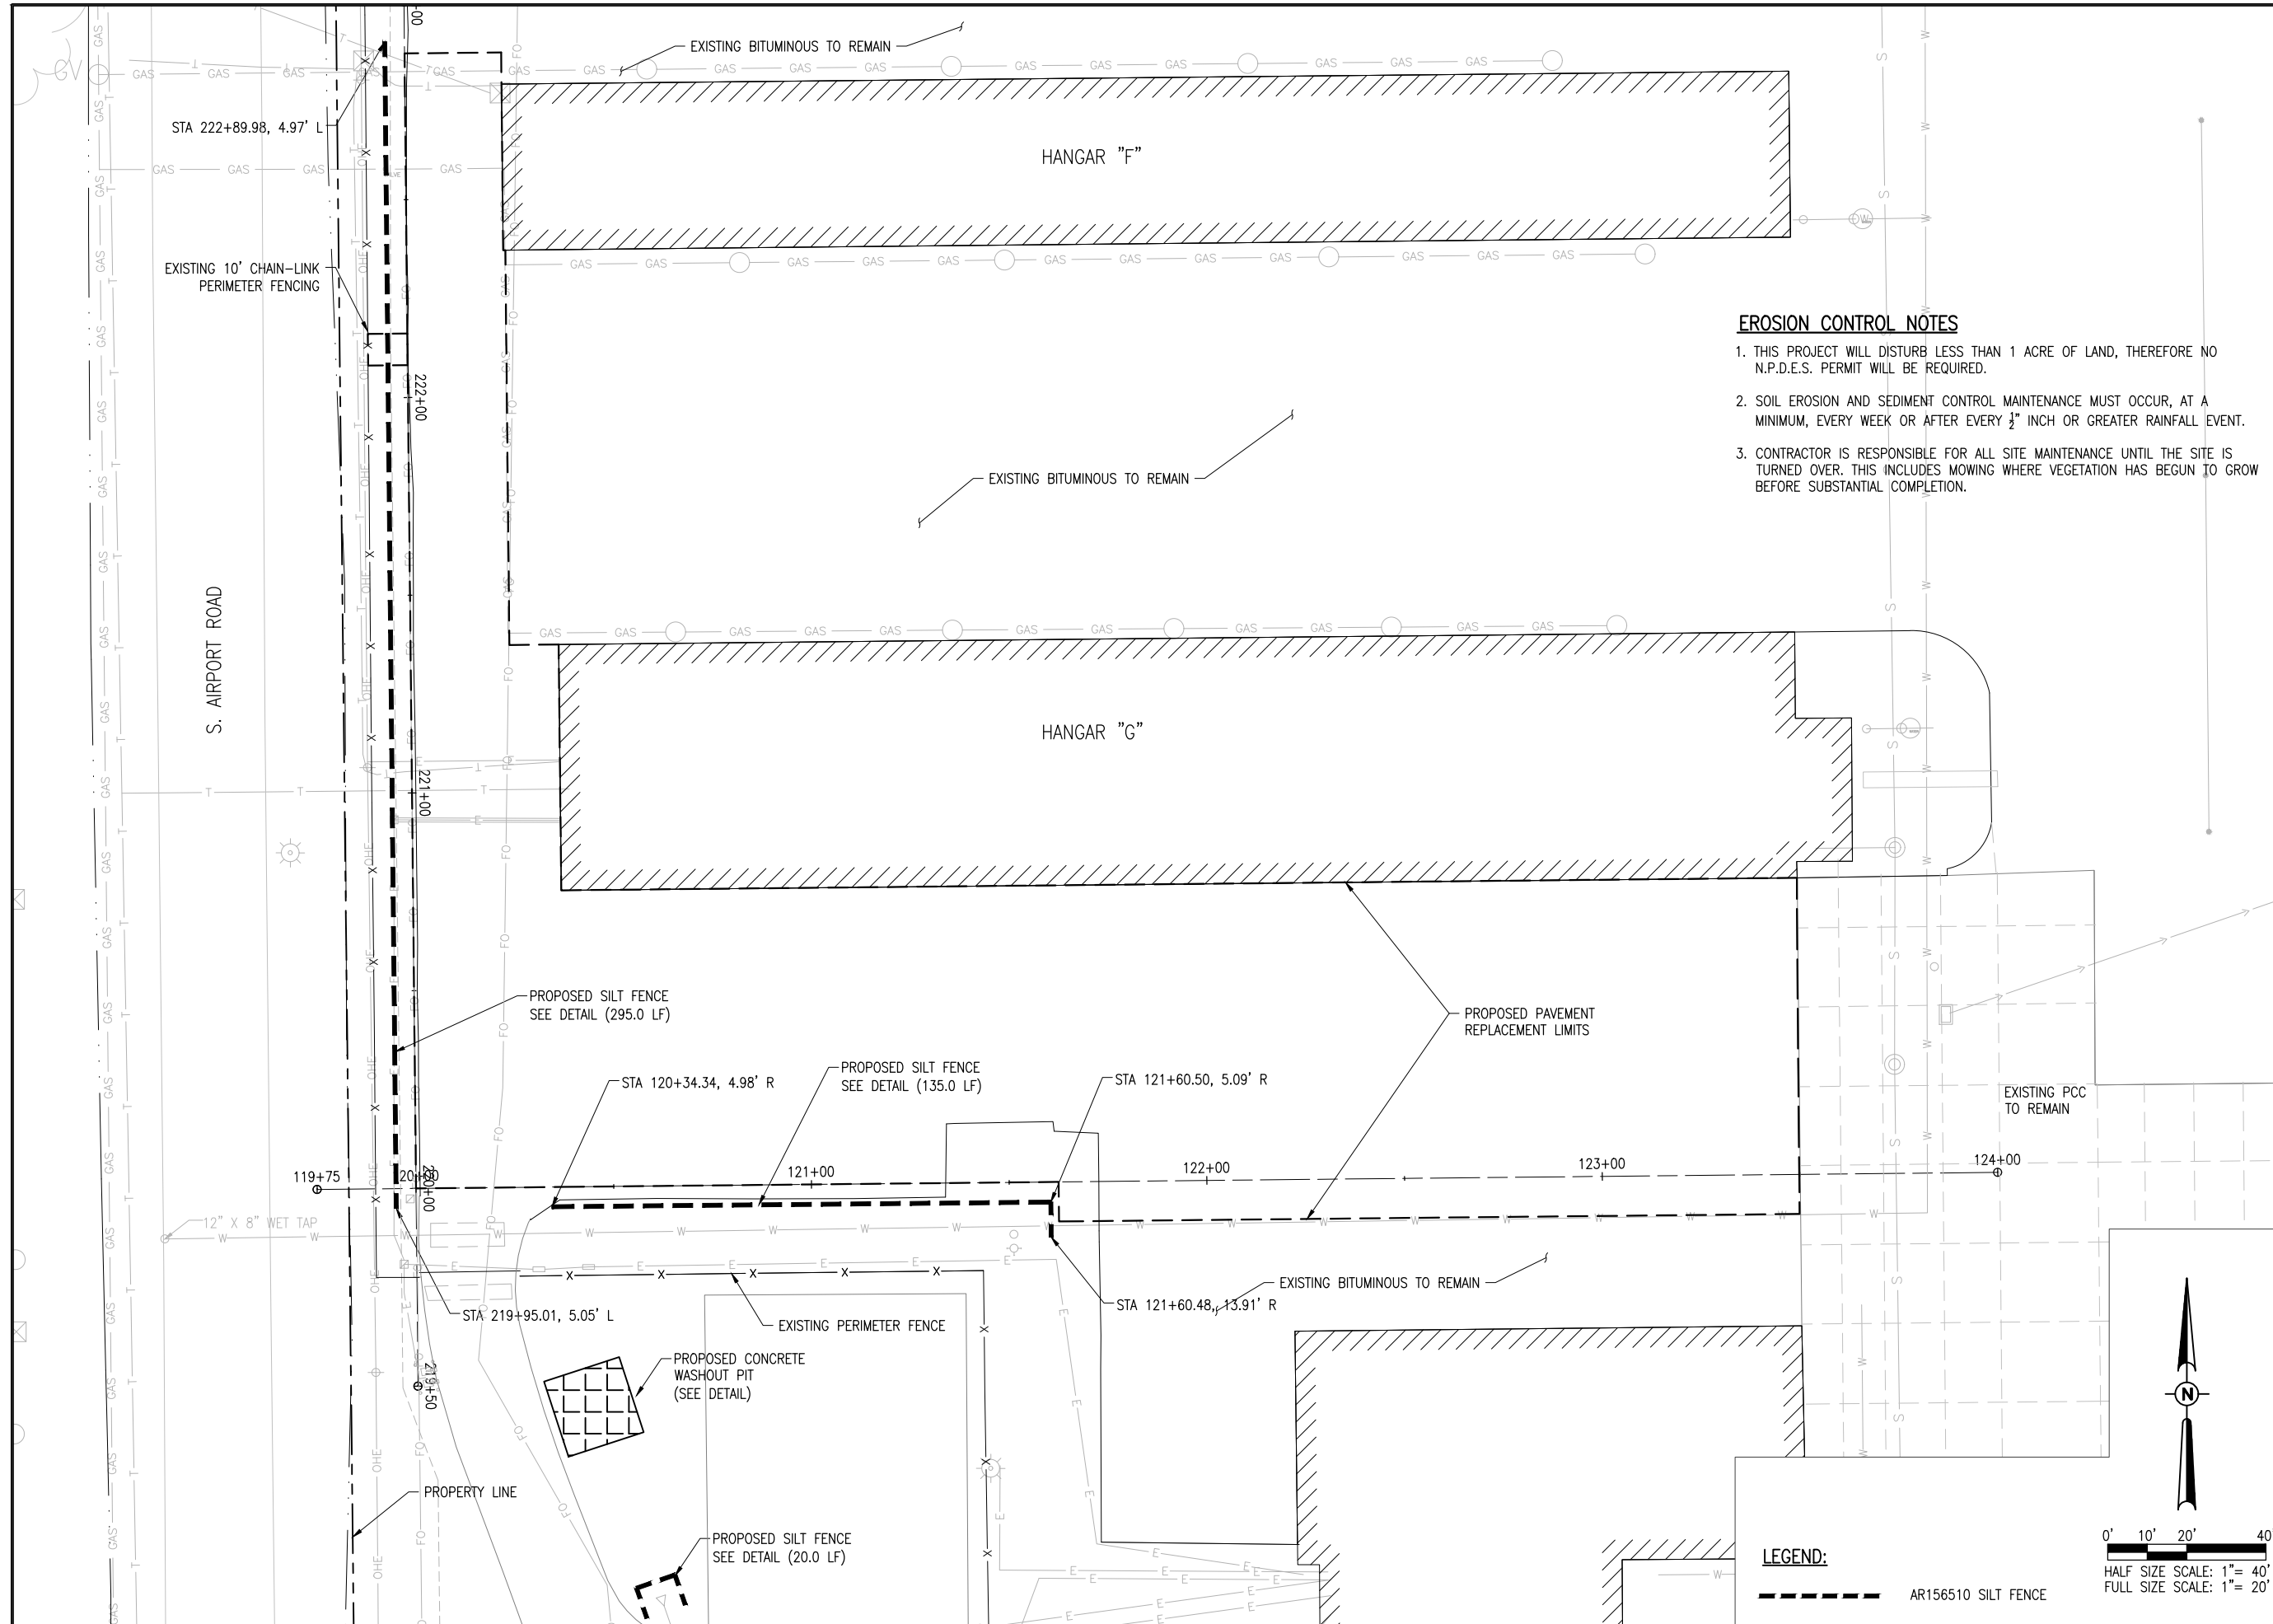 EXISTING BITUMINOUS TO REMAIN
GV
STA 222+89.98, 4.97' L
HANGAR "F"
EXISTING 10' CHAIN-LINK
PERIMETER FENCING
222+00
EROSION CONTROL NOTES
1. THIS PROJECT WILL DISTURB LESS THAN 1 ACRE OF LAND, THEREFORE NO
N.P.D.E.S. PERMIT WILL BE REQUIRED.
2. SOIL EROSION AND SEDIMENT CONTROL MAINTENANCE MUST OCCUR, AT A
MINIMUM, EVERY WEEK OR AFTER EVERY ½" INCH OR GREATER RAINFALL EVENT.
3. CONTRACTOR IS RESPONSIBLE FOR ALL SITE MAINTENANCE UNTIL THE SITE IS
TURNED OVER. THIS INCLUDES MOWING WHERE VEGETATION HAS BEGUN TO GROW
BEFORE SUBSTANTIAL COMPLETION.
EXISTING BITUMINOUS TO REMAIN
S. AIRPORT ROAD
HANGAR "G"
221+00
PROPOSED SILT FENCE
SEE DETAIL (295.0 LF)
PROPOSED PAVEMENT
REPLACEMENT LIMITS
STA 120+34.34, 4.98' R
PROPOSED SILT FENCE
SEE DETAIL (135.0 LF)
STA 121+60.50, 5.09' R
EXISTING PCC
TO REMAIN
119+75
121+00
122+00
123+00
124+00
12" X 8" WET TAP
STA 219+95.01, 5.05' L
EXISTING PERIMETER FENCE
STA 121+60.48, 13.91' R
EXISTING BITUMINOUS TO REMAIN
219+50
PROPOSED CONCRETE
WASHOUT PIT
(SEE DETAIL)
PROPERTY LINE
PROPOSED SILT FENCE
SEE DETAIL (20.0 LF)
N
LEGEND:
AR156510 SILT FENCE
0' 10' 20' 40'
HALF SIZE SCALE: 1"= 40'
FULL SIZE SCALE: 1"= 20'